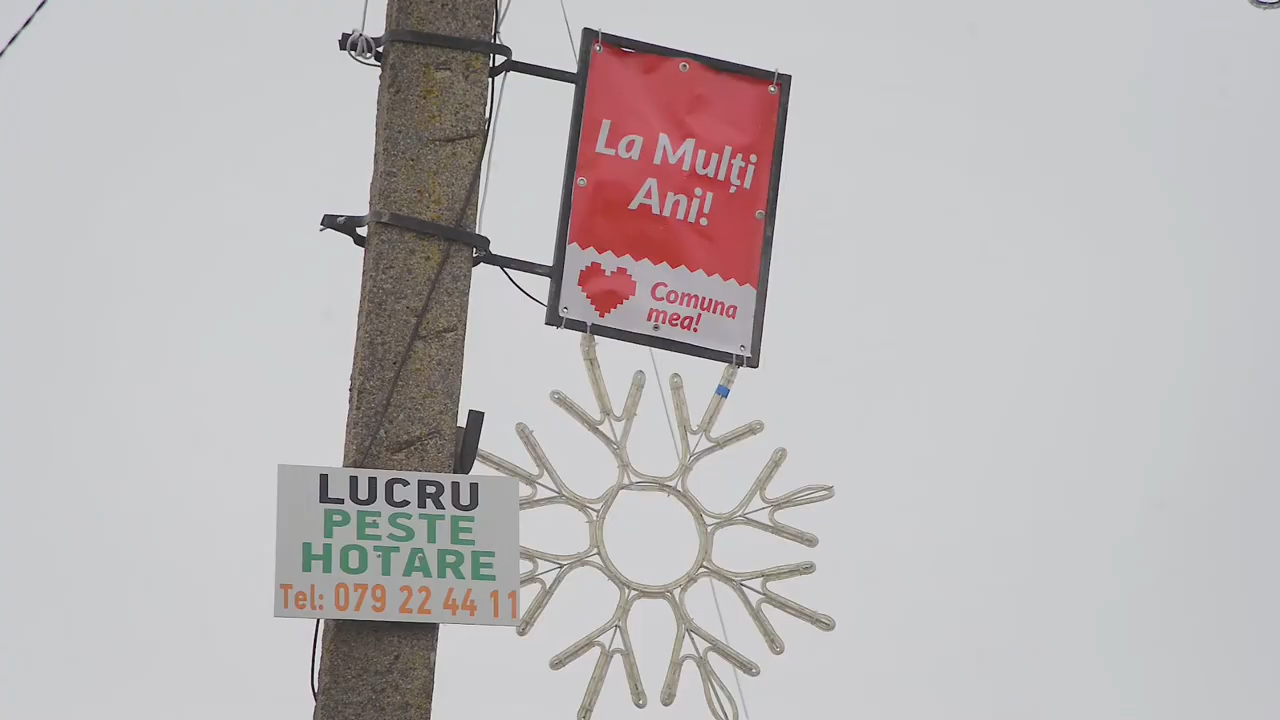 La Mulți
Ani!
Comuna
mea!
LUCRU
PESTE
HOTARE
Tel: 079 22 44 11